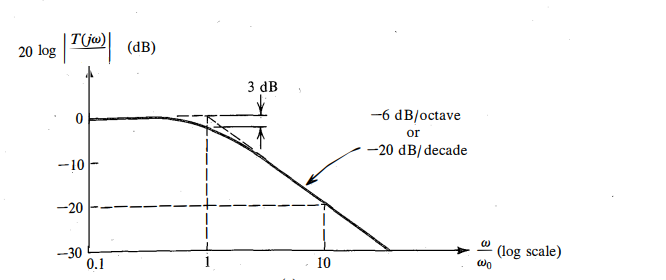 20 log | T(jω) | (dB)
3 dB
0
−6 dB/octave
or
−20 dB/decade
−10
−20
−30
0.1
1
10
ω/ω₀ (log scale)